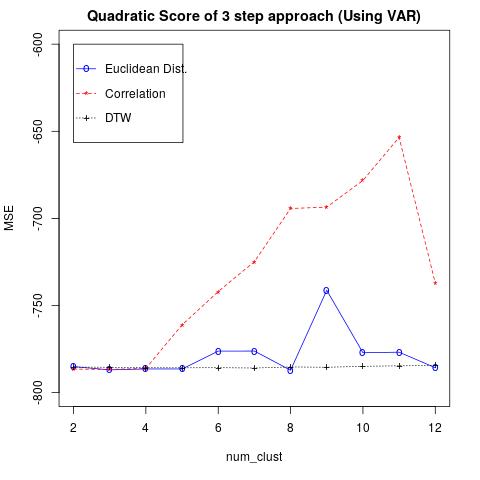 Quadratic Score of 3 step approach (Using VAR)
Euclidean Dist.
Correlation
DTW
MSE
-600
-650
-700
-750
-800
2 4 6 8 10 12
num_clust